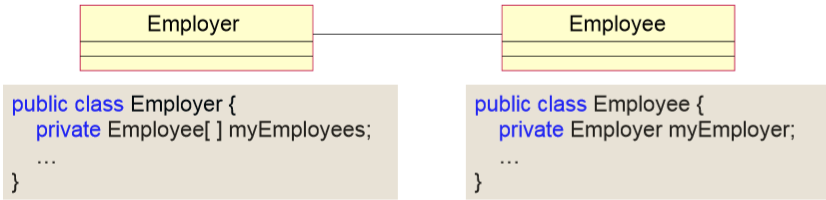 Employer
Employee
public class Employer {
private Employee[ ] myEmployees;
…
}
public class Employee {
private Employer myEmployer;
…
}